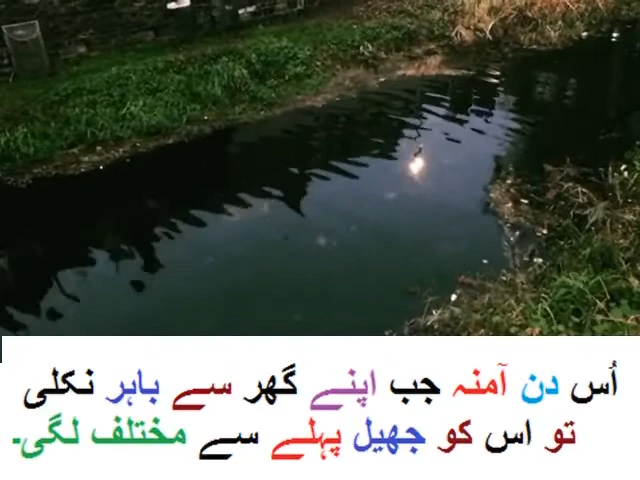 اُس دن آمنہ جب اپنے گھر سے باہر نکلی
تو اس کو جھیل پہلے سے مختلف لگی۔